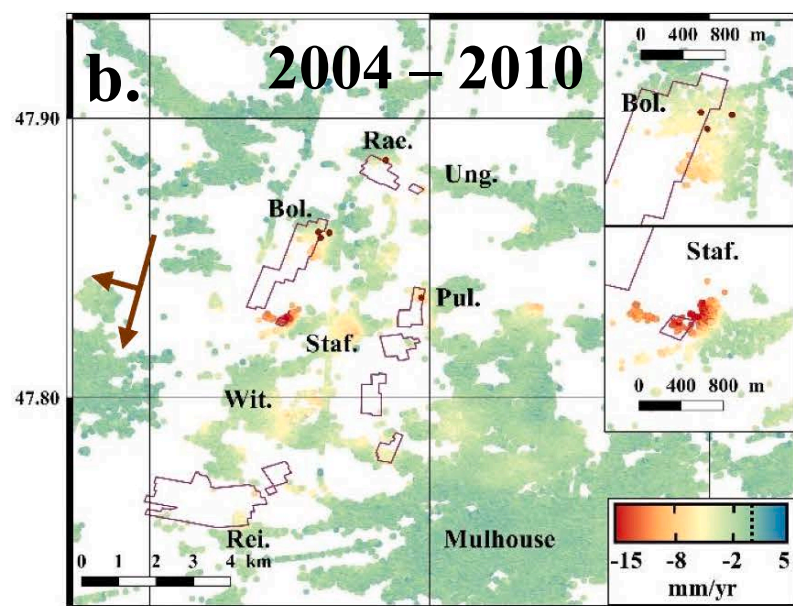 b. 2004 – 2010
0 400 800 m
Bol.
47.90
Rae.
Ung.
Bol.
Staf.
Pul.
Staf.
0 400 800 m
47.80
Wit.
Rei.
Mulhouse
0 1 2 3 4 km
-15 -8 -2 5
mm/yr